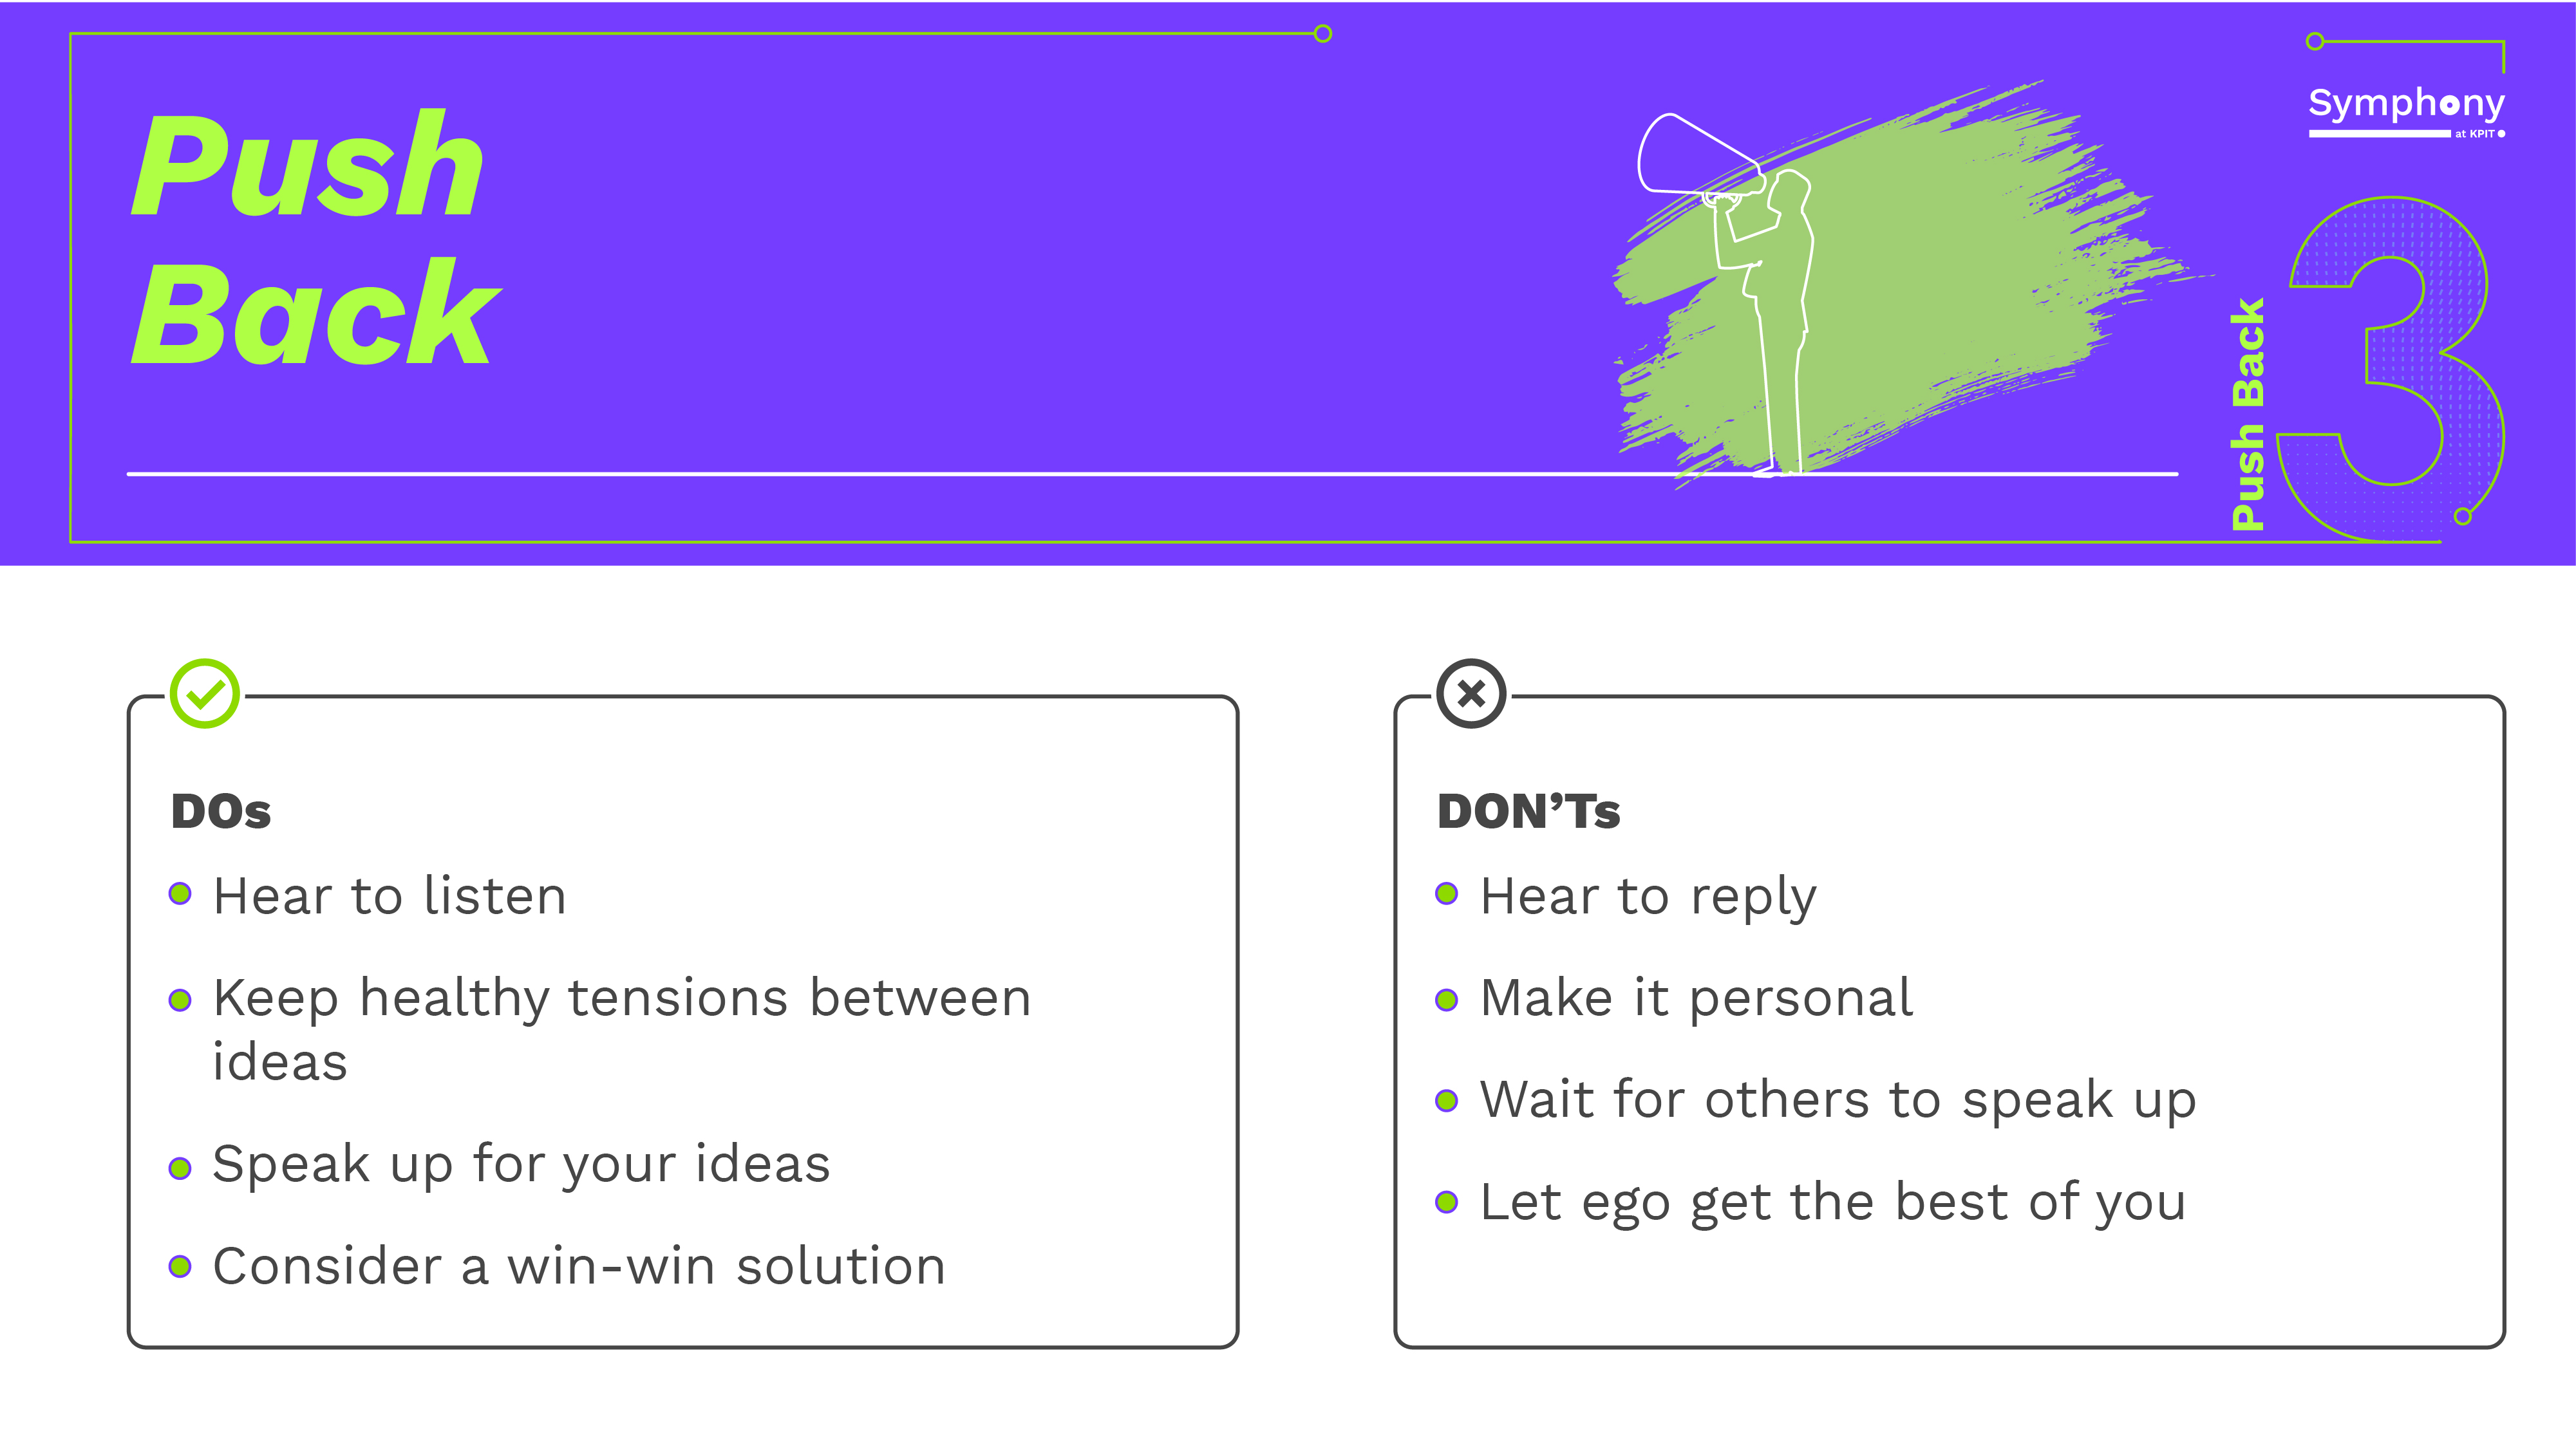 Push
Back
Symphony
at KPIT
Push Back
3
DOs
Hear to listen
Keep healthy tensions between
ideas
Speak up for your ideas
Consider a win-win solution
DON’Ts
Hear to reply
Make it personal
Wait for others to speak up
Let ego get the best of you